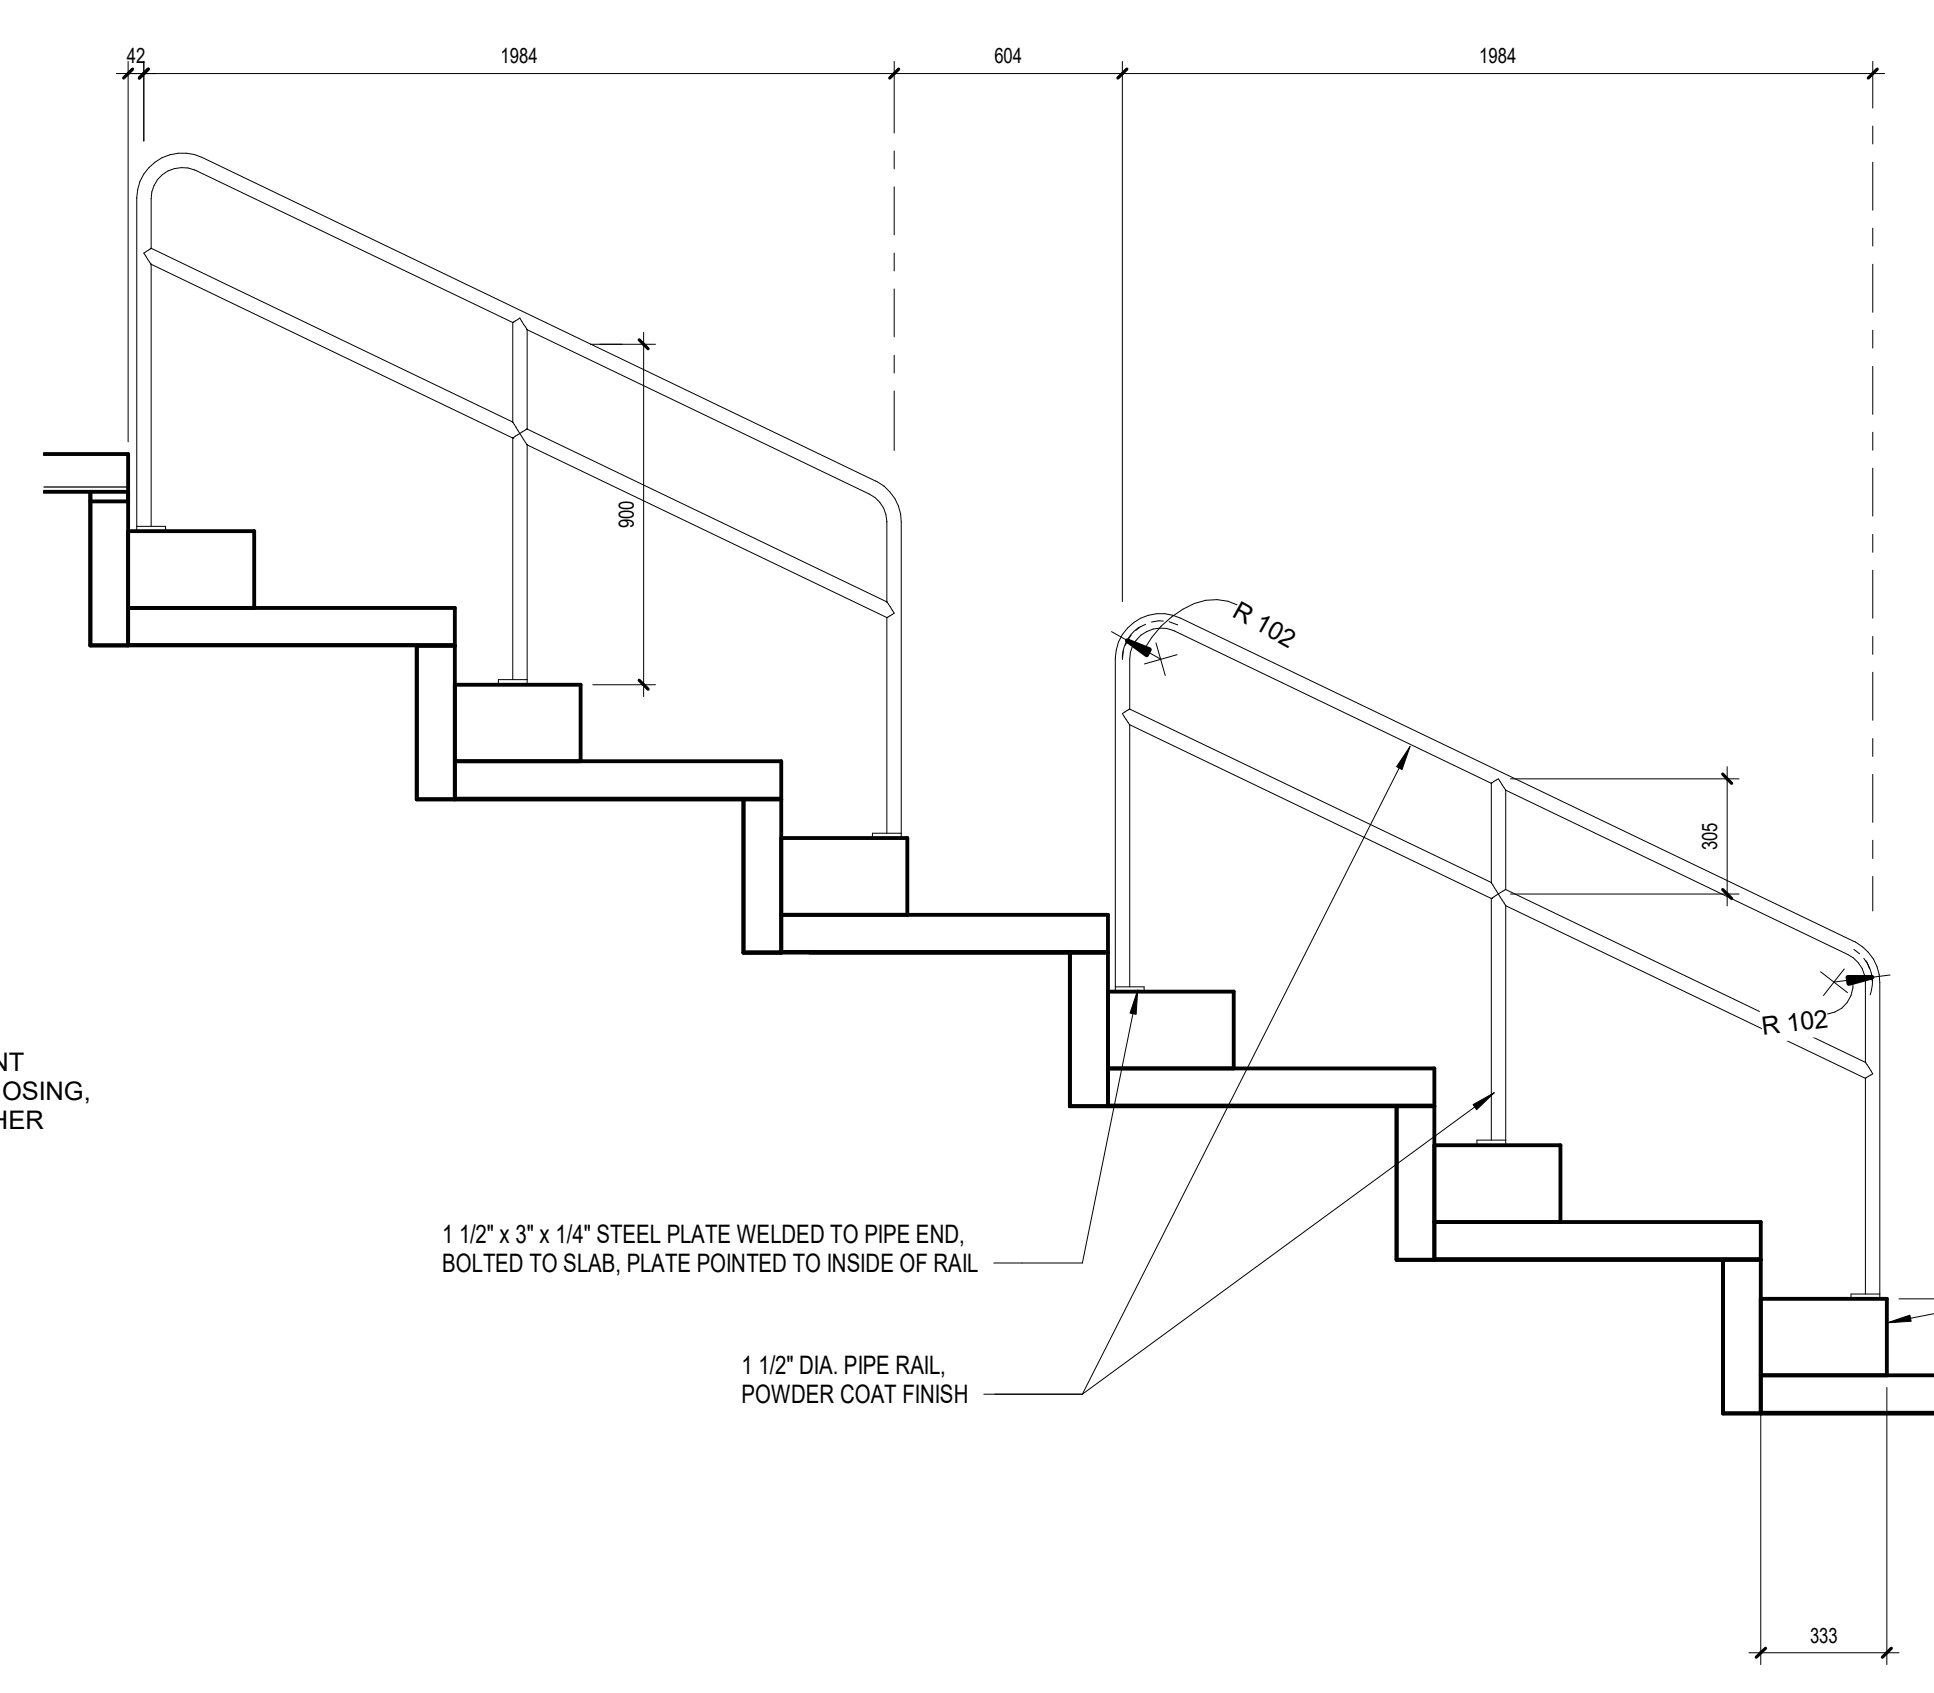 42
1984
604
1984
900
R 102
305
R 102
NT
OSING,
HER
1 1/2" x 3" x 1/4" STEEL PLATE WELDED TO PIPE END,
BOLTED TO SLAB, PLATE POINTED TO INSIDE OF RAIL
1 1/2" DIA. PIPE RAIL,
POWDER COAT FINISH
333